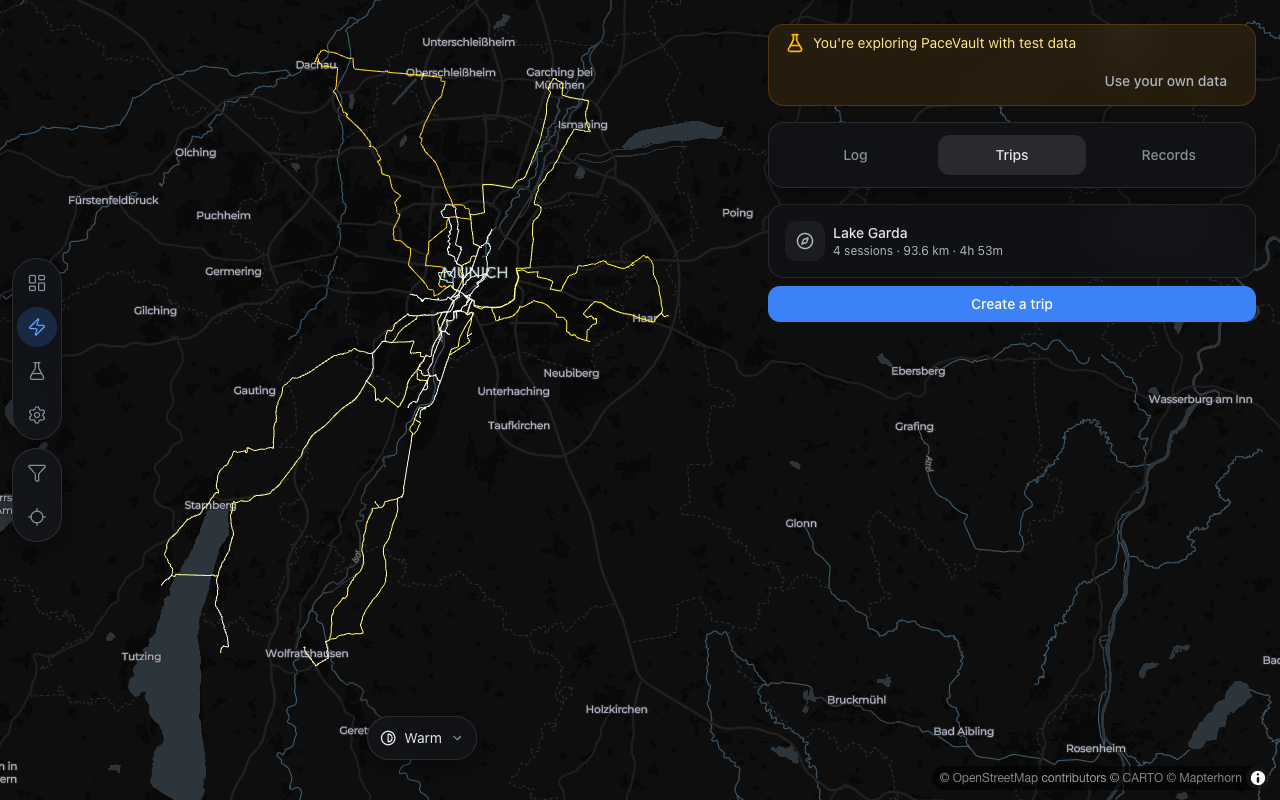 You're exploring PaceVault with test data
Use your own data
Log
Trips
Records
Lake Garda
4 sessions · 93.6 km · 4h 53m
Create a trip
Unterschleißheim
Dachau
Oberschleißheim
Garching bei
München
Ismaning
Olching
Fürstenfeldbruck
Puchheim
Poing
Germering
MUNICH
Gilching
Haar
Neubiberg
Gauting
Unterhaching
Taufkirchen
Ebersberg
Wasserburg am Inn
Grafing
Attel
Starnberg
Glonn
Isar
Tutzing
Wolfratshausen
Bruckmühl
Holzkirchen
Geret
Warm
Bad Aibling
Rosenheim
© OpenStreetMap contributors © CARTO © Mapterhorn